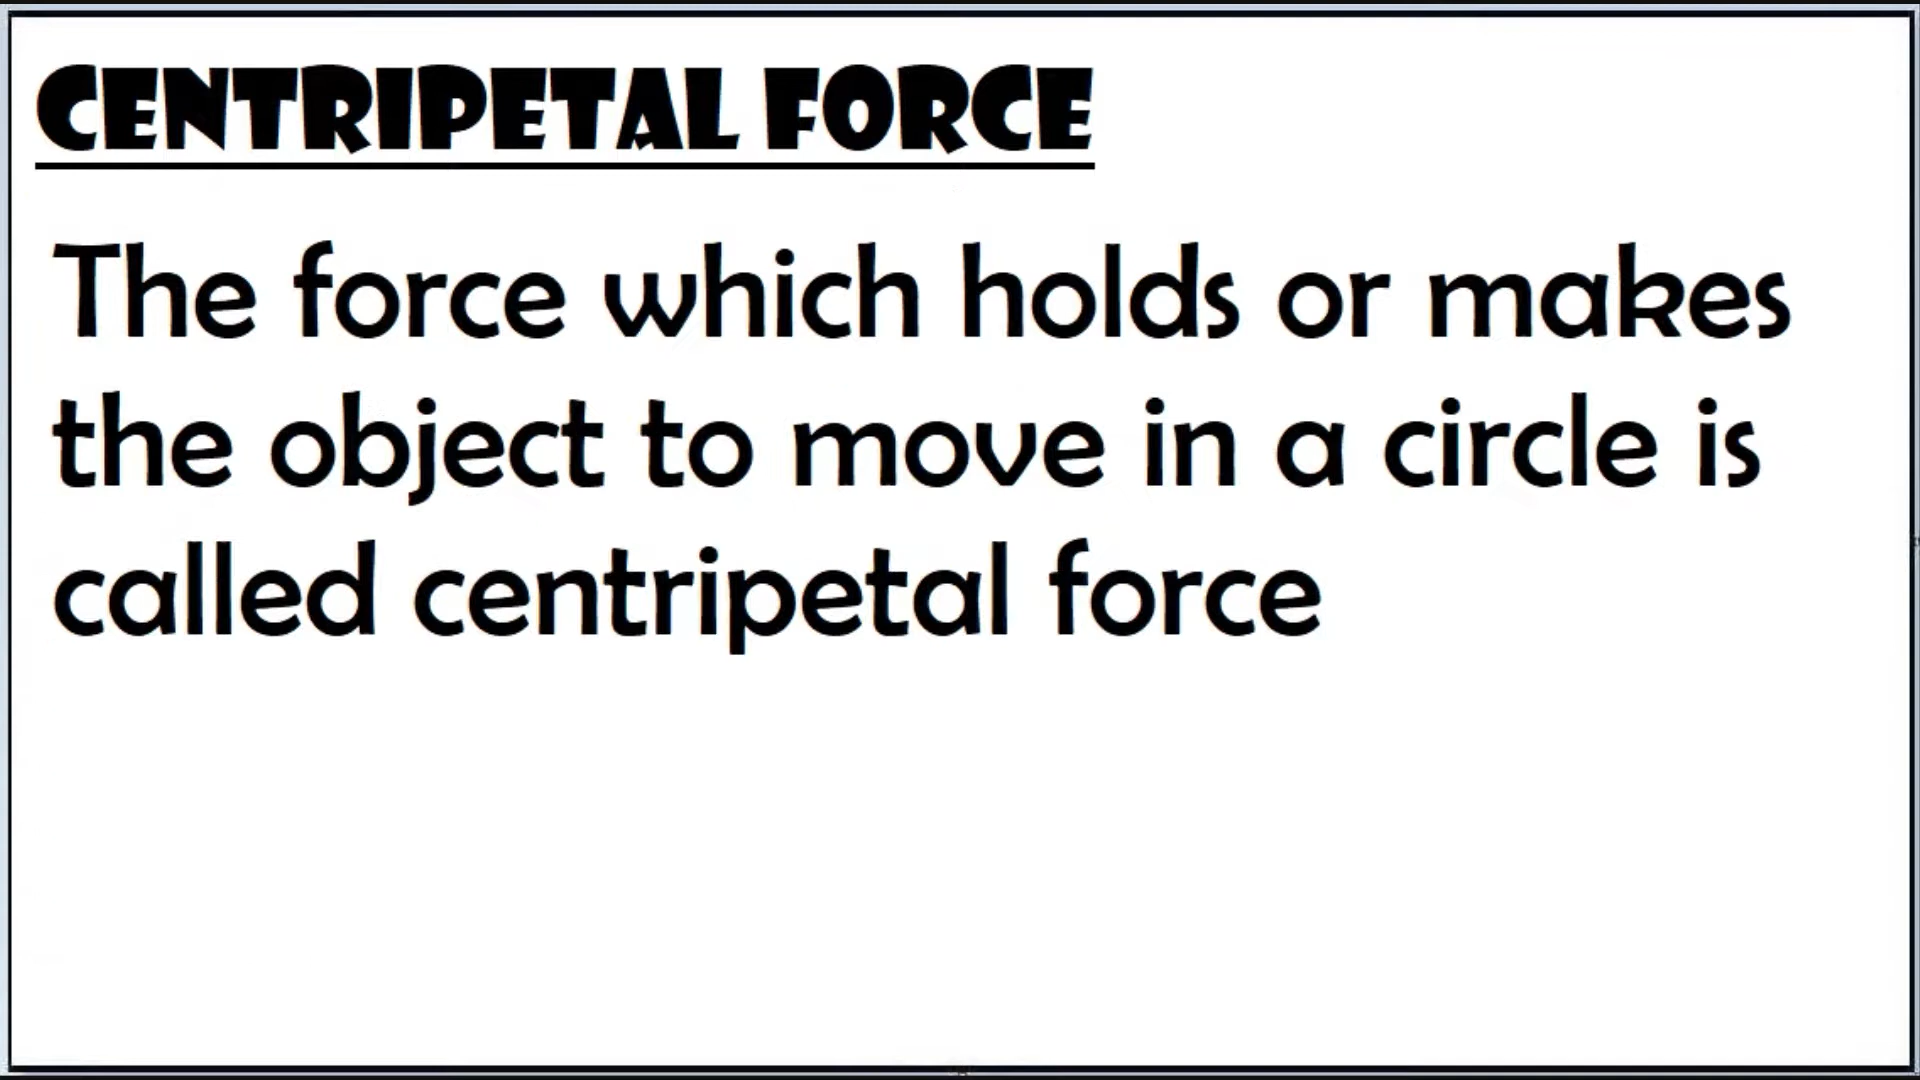 CENTRIPETAL FORCE
The force which holds or makes
the object to move in a circle is
called centripetal force